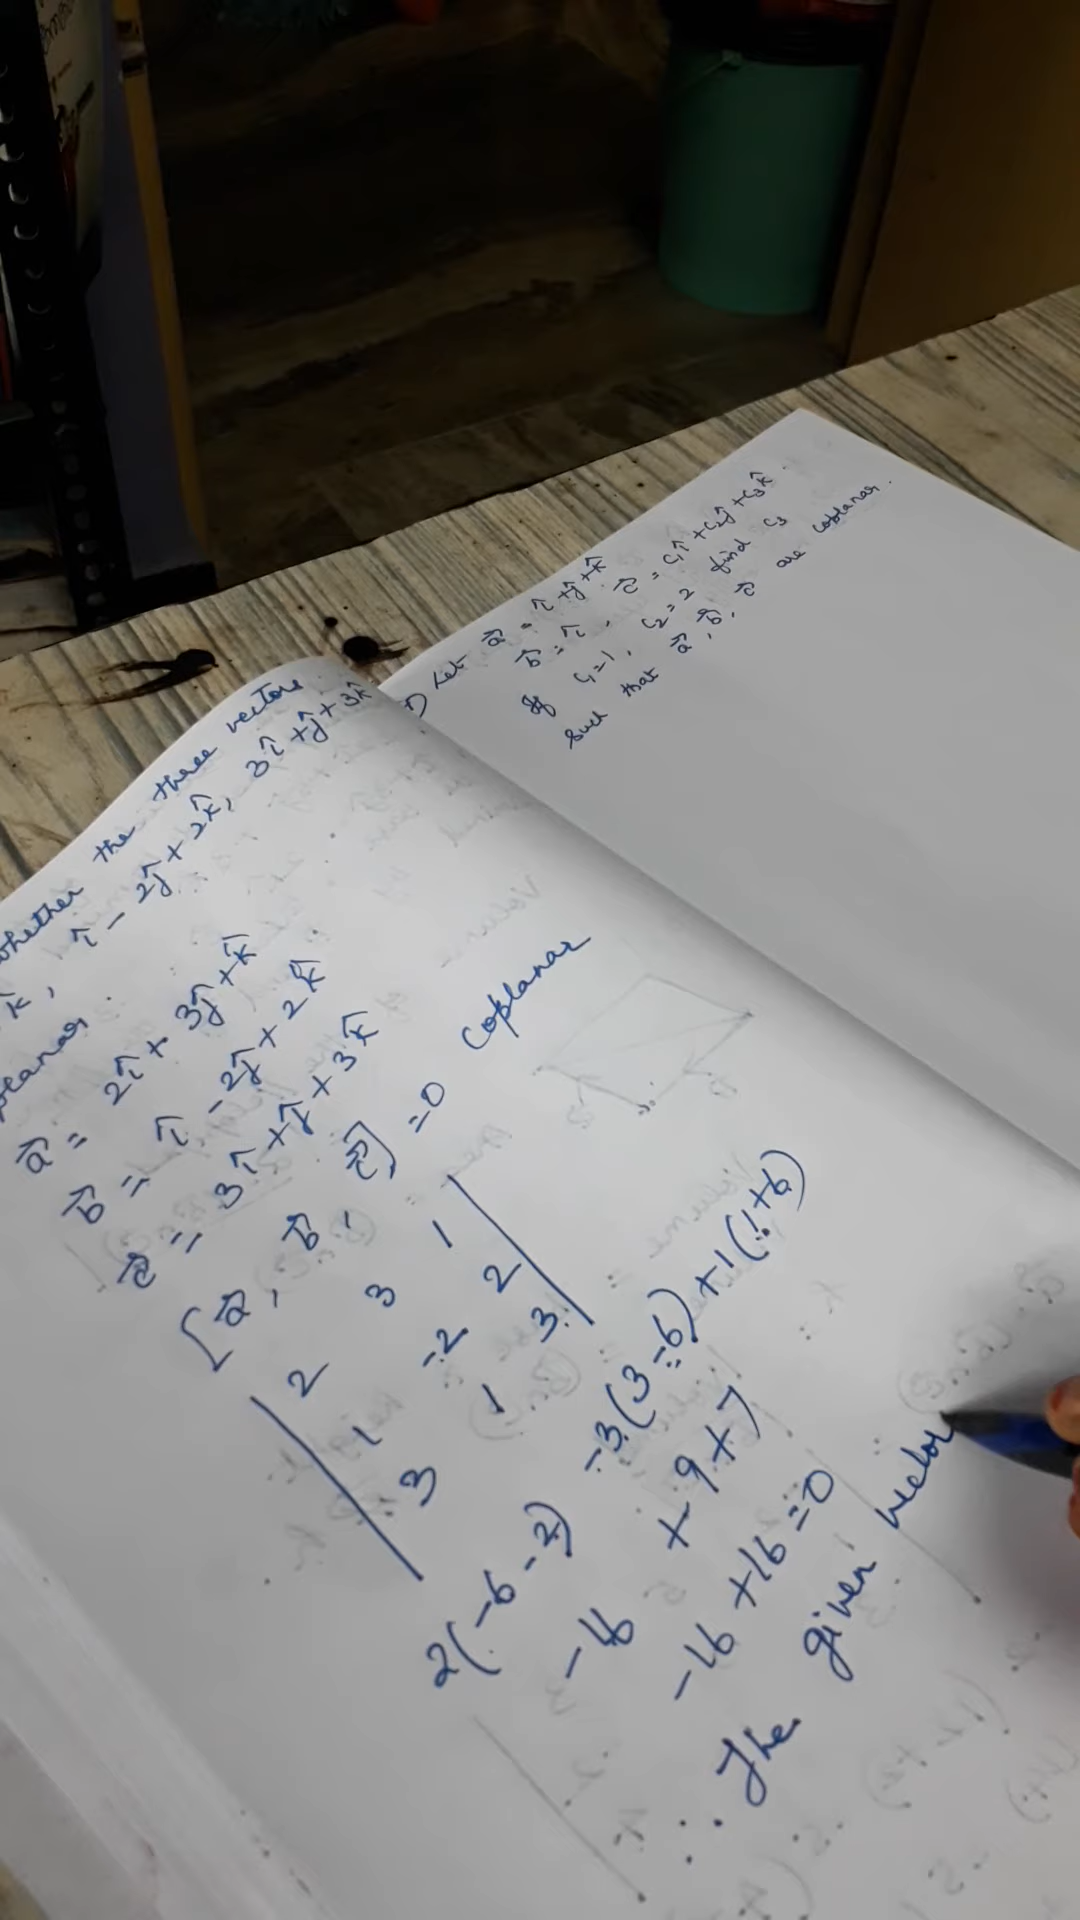 whether the three vectors
k̂, î - 2ĵ + 2k̂, 3î + ĵ + 3k̂
a⃗ = 2î + 3ĵ + k̂
b⃗ = î - 2ĵ + 2k̂
c⃗ = 3î + ĵ + 3k̂
[a⃗, b⃗, c⃗] = 0 coplanar
2 3 1
1 -2 2
3 1 3
2(-6-2) -3(3-6) +1(1+6)
-16 + 9 + 7
-16 + 16 = 0
∴ The given vector
Let a⃗ = î + ĵ + k̂
b⃗ = î, c⃗ = c₁î + c₂ĵ + c₃k̂.
If c₁=1, c₂=2 find c₃
such that a⃗, b⃗, c⃗ are coplanar.